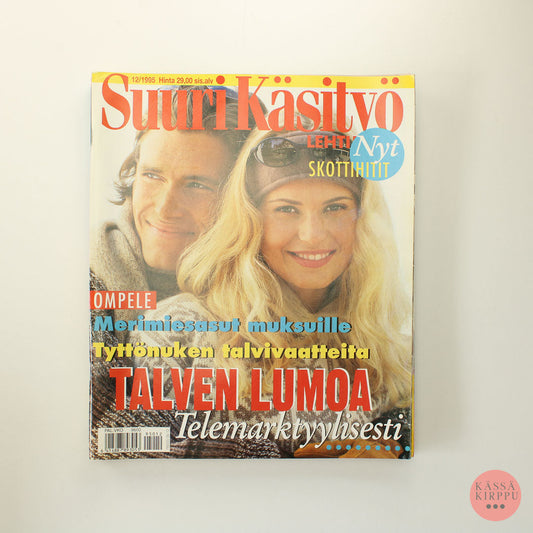 12/1995 Hinta 29,00 sis.alv
Suuri Käsityö
LEHTI
Nyt
SKOTTIHITIT
OMPELE
Merimiesasut muksuille
Tyttönuken talvivaatteita
TALVEN LUMOA
Telemarktyylisesti
KÄSSÄ
KIRPPU